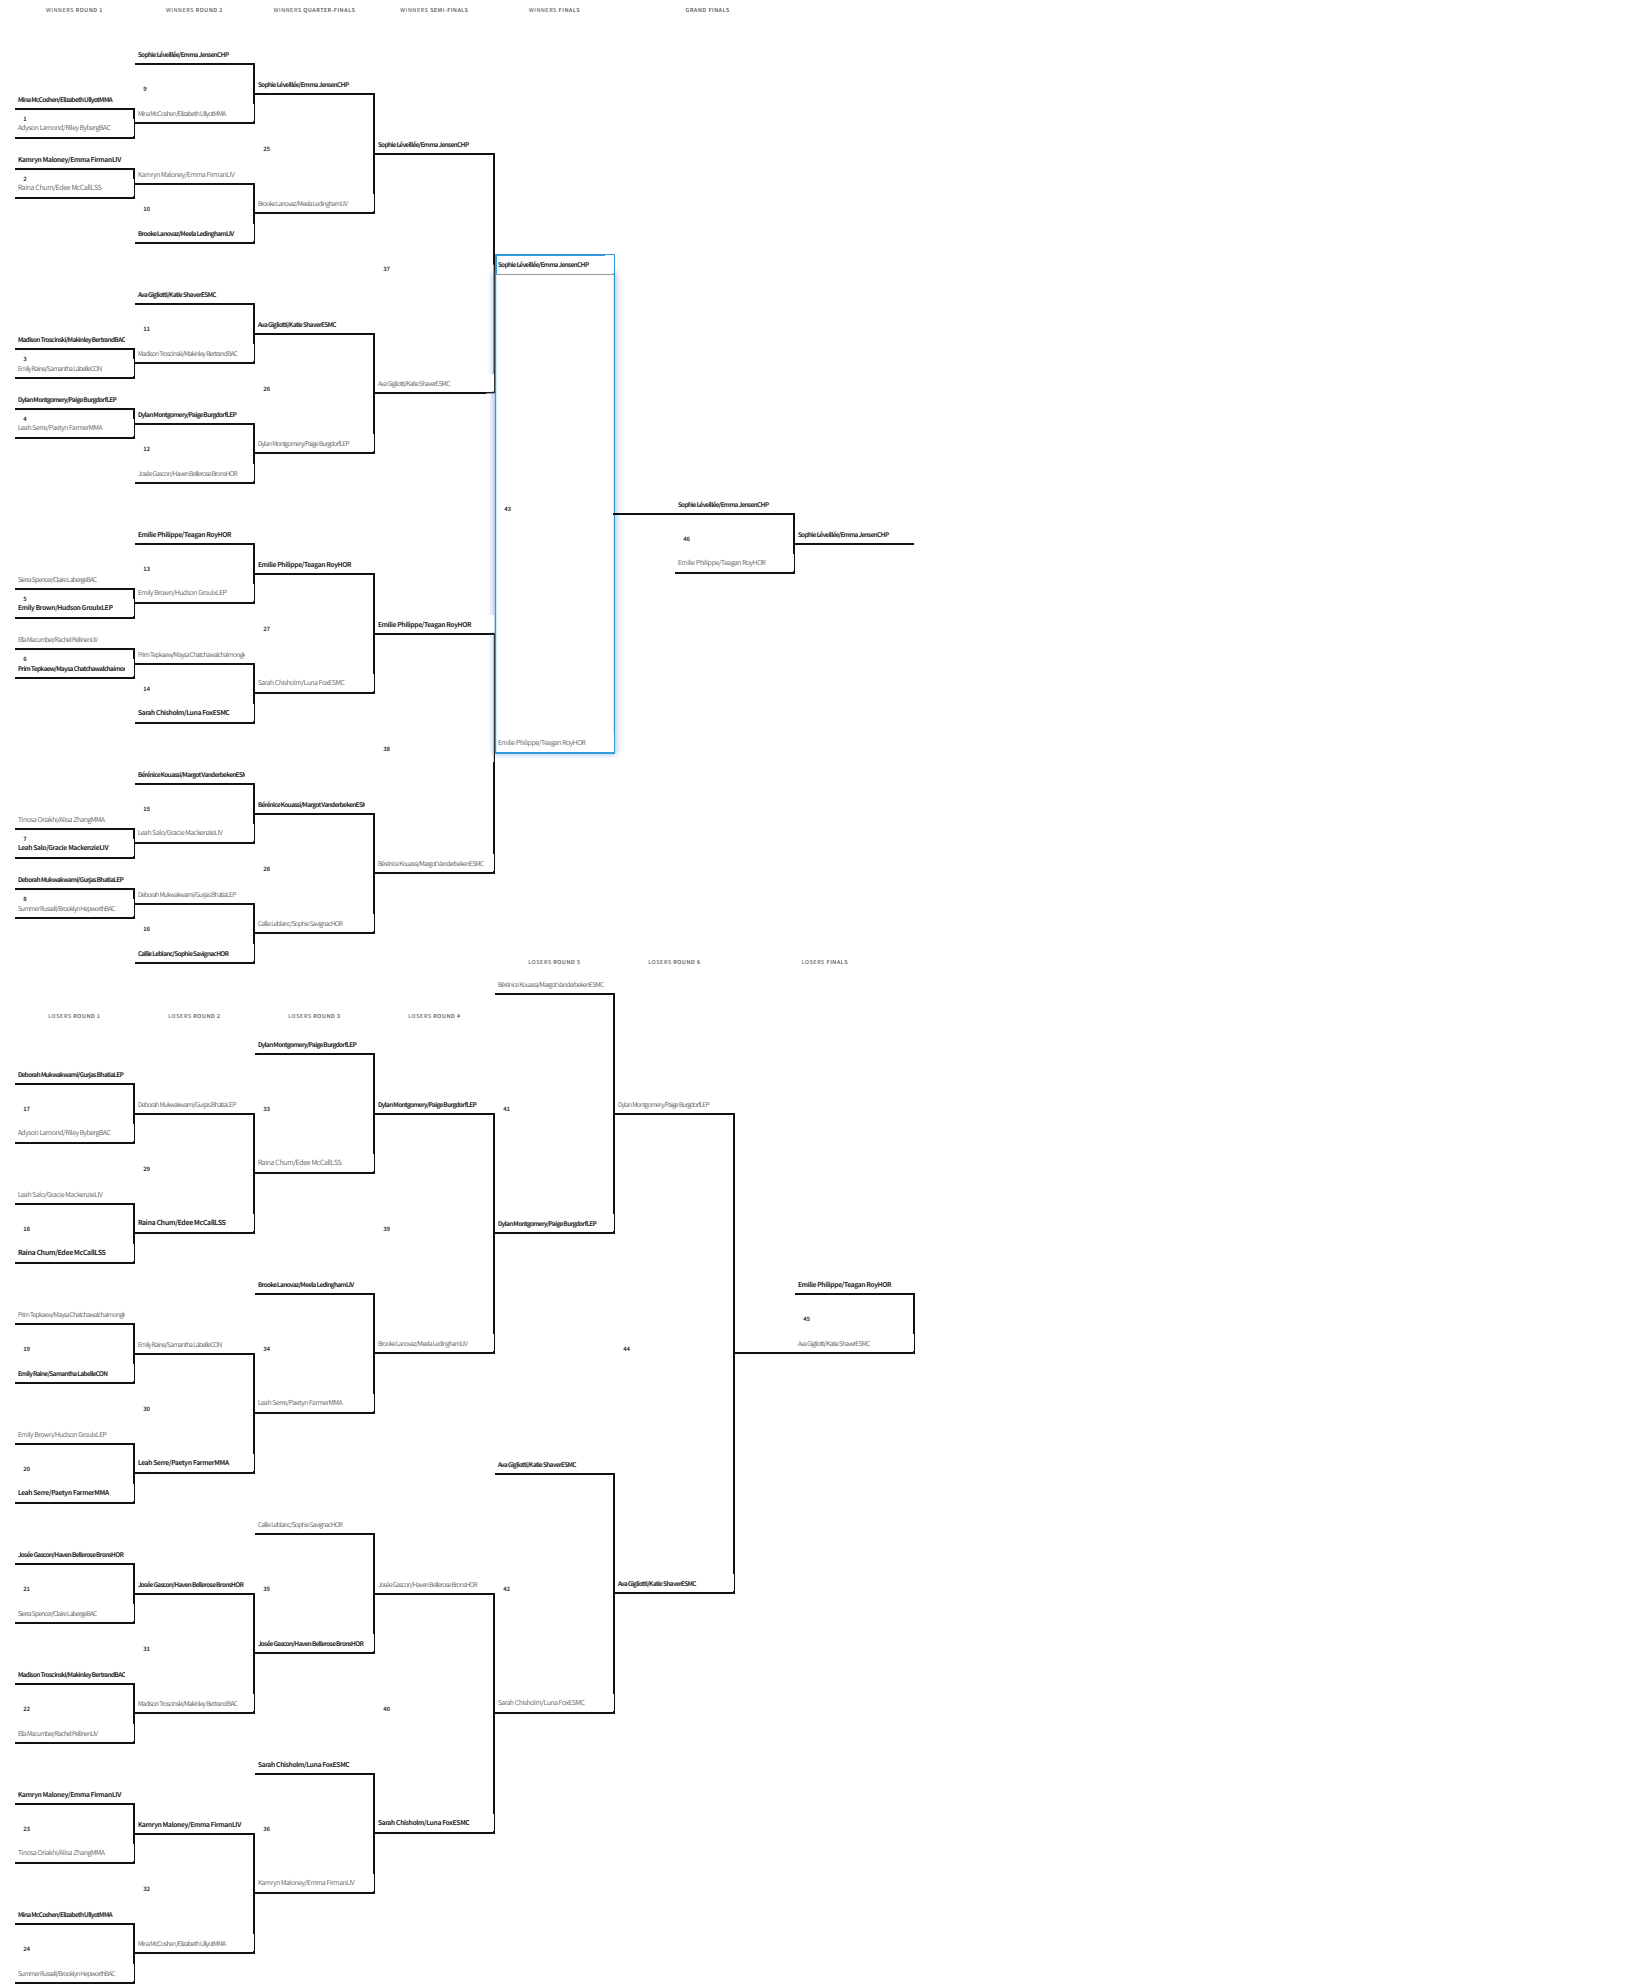 WINNERS ROUND 1 WINNERS ROUND 2 WINNERS QUARTER-FINALS WINNERS SEMI-FINALS WINNERS FINALS GRAND FINALS
Sophie Léveillée/Emma JensenCHP
Sophie Léveillée/Emma JensenCHP
9
Mina McCoshen/Elizabeth UllyotMMA
Mina McCoshen/Elizabeth UllyotMMA
1
Adyson Lamond/Riley BybergBAC
Sophie Léveillée/Emma JensenCHP
25
Kamryn Maloney/Emma FirmanLIV
Kamryn Maloney/Emma FirmanLIV
2
Raina Chum/Edee McCallLSS
Brooke Lanovaz/Meela LedinghamLIV
10
Brooke Lanovaz/Meela LedinghamLIV
Sophie Léveillée/Emma JensenCHP
37
Ava Gigliotti/Katie ShaverESMC
Ava Gigliotti/Katie ShaverESMC
11
Madison Troscinski/Makinley BertrandBAC
Madison Troscinski/Makinley BertrandBAC
3
Emily Raine/Samantha LabelleCON
Ava Gigliotti/Katie ShaverESMC
26
Dylan Montgomery/Paige BurgdorfLEP
Dylan Montgomery/Paige BurgdorfLEP
4
Leah Serre/Paetyn FarmerMMA
Dylan Montgomery/Paige BurgdorfLEP
12
Josée Gascon/Haven Bellerose BronsHOR
Sophie Léveillée/Emma JensenCHP
43
Sophie Léveillée/Emma JensenCHP
46
Sophie Léveillée/Emma JensenCHP
Emilie Philippe/Teagan RoyHOR
Emilie Philippe/Teagan RoyHOR
Emilie Philippe/Teagan RoyHOR
13
Sierra Spencer/Claire LabergeBAC
Emily Brown/Hudson GroulxLEP
5
Emily Brown/Hudson GroulxLEP
Emilie Philippe/Teagan RoyHOR
27
Ella Macumber/Rachel PellinenLIV
Prim Tepkaew/Maysa Chatchawalchaimongk
6
Prim Tepkaew/Maysa Chatchawalchaimon
Sarah Chisholm/Luna FoxESMC
14
Sarah Chisholm/Luna FoxESMC
Emilie Philippe/Teagan RoyHOR
38
Bérénice Kouassi/Margot VanderbekenESM
Bérénice Kouassi/Margot VanderbekenESM
15
Tinosa Oriakhi/Alisa ZhangMMA
Leah Salo/Gracie MackenzieLIV
7
Leah Salo/Gracie MackenzieLIV
Bérénice Kouassi/Margot VanderbekenESMC
28
Deborah Mukwakwami/Gurjas BhatiaLEP
Deborah Mukwakwami/Gurjas BhatiaLEP
8
Summer Russell/Brooklyn HepworthBAC
Callie Leblanc/Sophie SavignacHOR
16
Callie Leblanc/Sophie SavignacHOR
LOSERS ROUND 5 LOSERS ROUND 6 LOSERS FINALS
Bérénice Kouassi/Margot VanderbekenESMC
LOSERS ROUND 1 LOSERS ROUND 2 LOSERS ROUND 3 LOSERS ROUND 4
Dylan Montgomery/Paige BurgdorfLEP
Deborah Mukwakwami/Gurjas BhatiaLEP
Deborah Mukwakwami/Gurjas BhatiaLEP
Dylan Montgomery/Paige BurgdorfLEP
Dylan Montgomery/Paige BurgdorfLEP
17
33
41
Adyson Lamond/Riley BybergBAC
Raina Chum/Edee McCallLSS
29
Leah Salo/Gracie MackenzieLIV
Raina Chum/Edee McCallLSS
Dylan Montgomery/Paige BurgdorfLEP
18
39
Raina Chum/Edee McCallLSS
Brooke Lanovaz/Meela LedinghamLIV
Emilie Philippe/Teagan RoyHOR
Prim Tepkaew/Maysa Chatchawalchaimongk
45
Emily Raine/Samantha LabelleCON
Brooke Lanovaz/Meela LedinghamLIV
Ava Gigliotti/Katie ShaverESMC
19
34
44
Emily Raine/Samantha LabelleCON
Leah Serre/Paetyn FarmerMMA
30
Emily Brown/Hudson GroulxLEP
Leah Serre/Paetyn FarmerMMA
Ava Gigliotti/Katie ShaverESMC
20
Leah Serre/Paetyn FarmerMMA
Callie Leblanc/Sophie SavignacHOR
Josée Gascon/Haven Bellerose BronsHOR
Josée Gascon/Haven Bellerose BronsHOR
Josée Gascon/Haven Bellerose BronsHOR
Ava Gigliotti/Katie ShaverESMC
21
35
42
Sierra Spencer/Claire LabergeBAC
Josée Gascon/Haven Bellerose BronsHOR
31
Madison Troscinski/Makinley BertrandBAC
Madison Troscinski/Makinley BertrandBAC
Sarah Chisholm/Luna FoxESMC
22
40
Ella Macumber/Rachel PellinenLIV
Sarah Chisholm/Luna FoxESMC
Kamryn Maloney/Emma FirmanLIV
Kamryn Maloney/Emma FirmanLIV
Sarah Chisholm/Luna FoxESMC
23
36
Tinosa Oriakhi/Alisa ZhangMMA
Kamryn Maloney/Emma FirmanLIV
32
Mina McCoshen/Elizabeth UllyotMMA
Mina McCoshen/Elizabeth UllyotMMA
24
Summer Russell/Brooklyn HepworthBAC